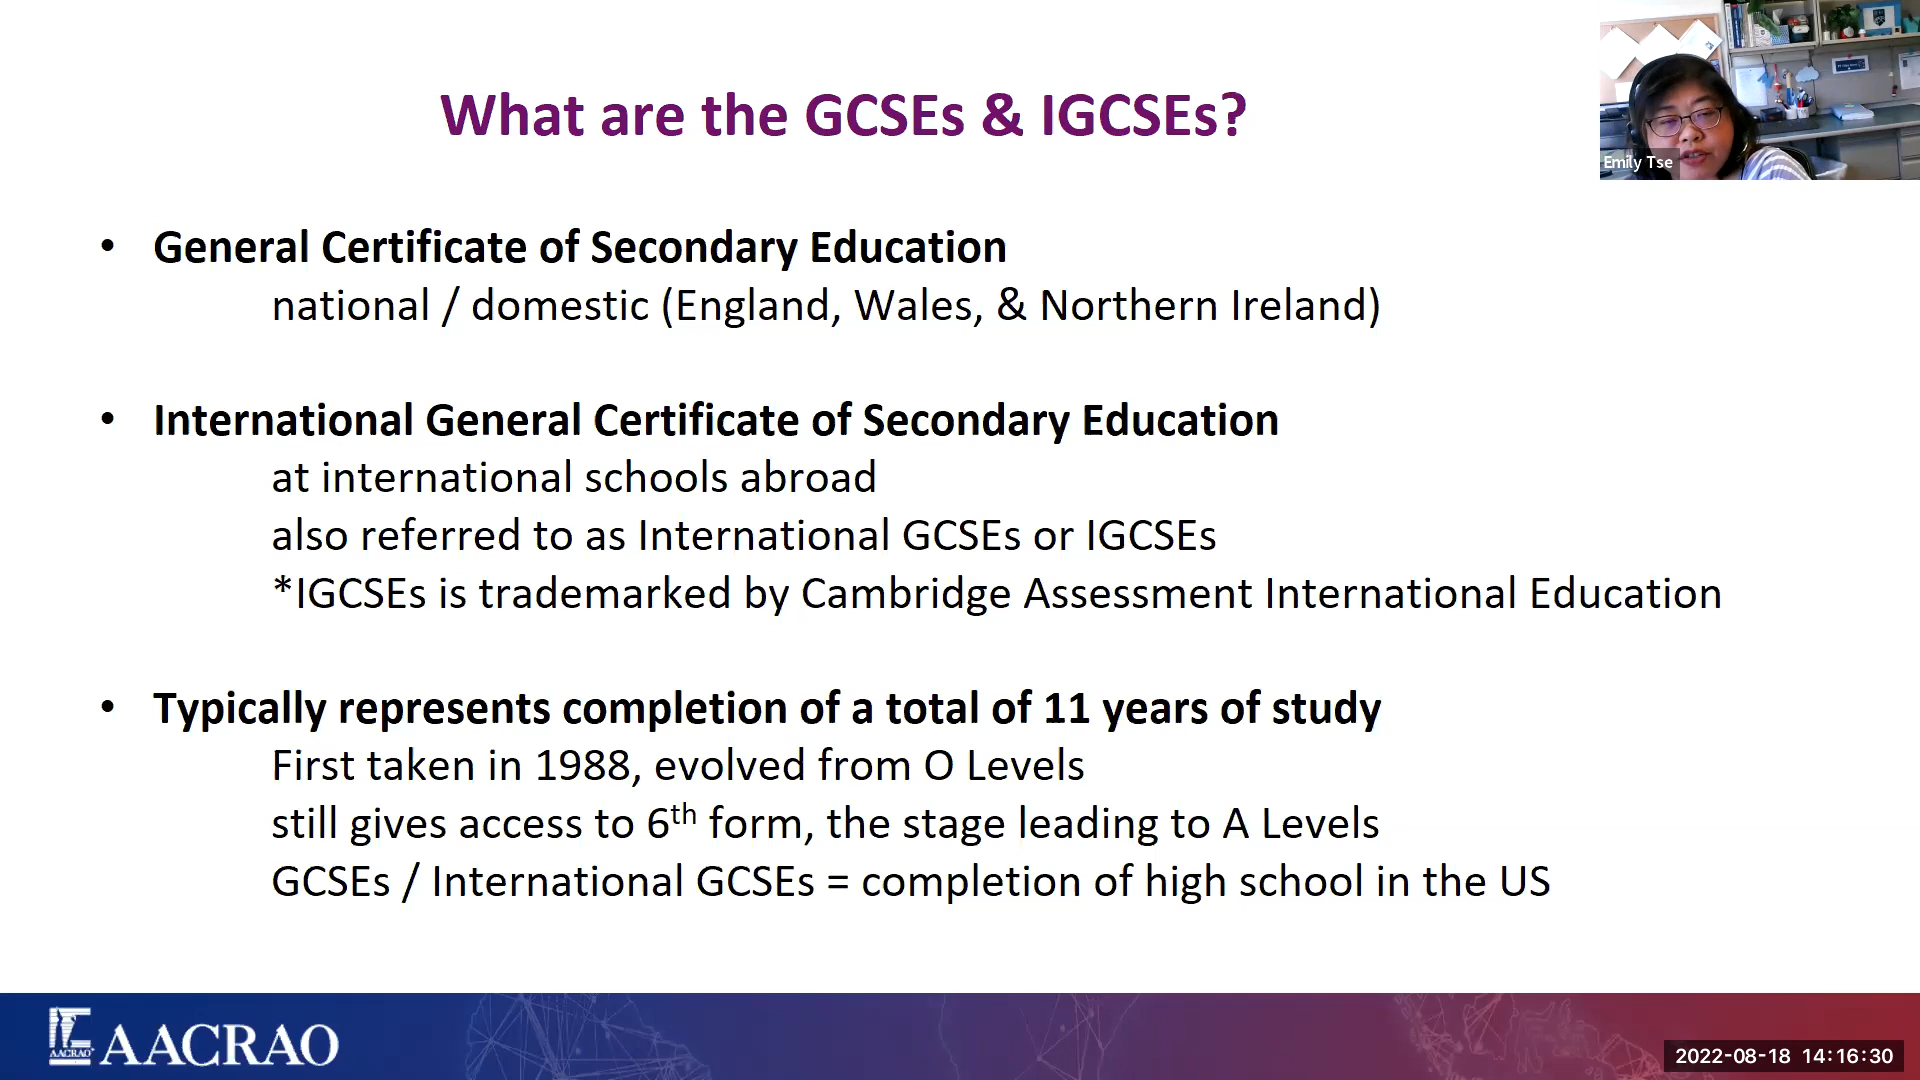 What are the GCSEs & IGCSEs?
Emily Tse
• General Certificate of Secondary Education
national / domestic (England, Wales, & Northern Ireland)
• International General Certificate of Secondary Education
at international schools abroad
also referred to as International GCSEs or IGCSEs
*IGCSEs is trademarked by Cambridge Assessment International Education
• Typically represents completion of a total of 11 years of study
First taken in 1988, evolved from O Levels
still gives access to 6th form, the stage leading to A Levels
GCSEs / International GCSEs = completion of high school in the US
AACRAO
AACRAO
2022-08-18 14:16:30